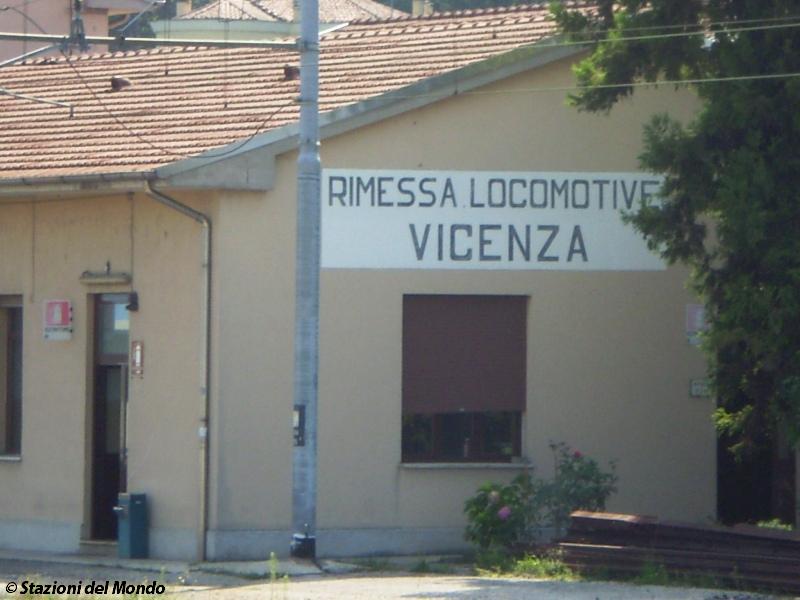 RIMESSA LOCOMOTIVE
VICENZA
© Stazioni del Mondo